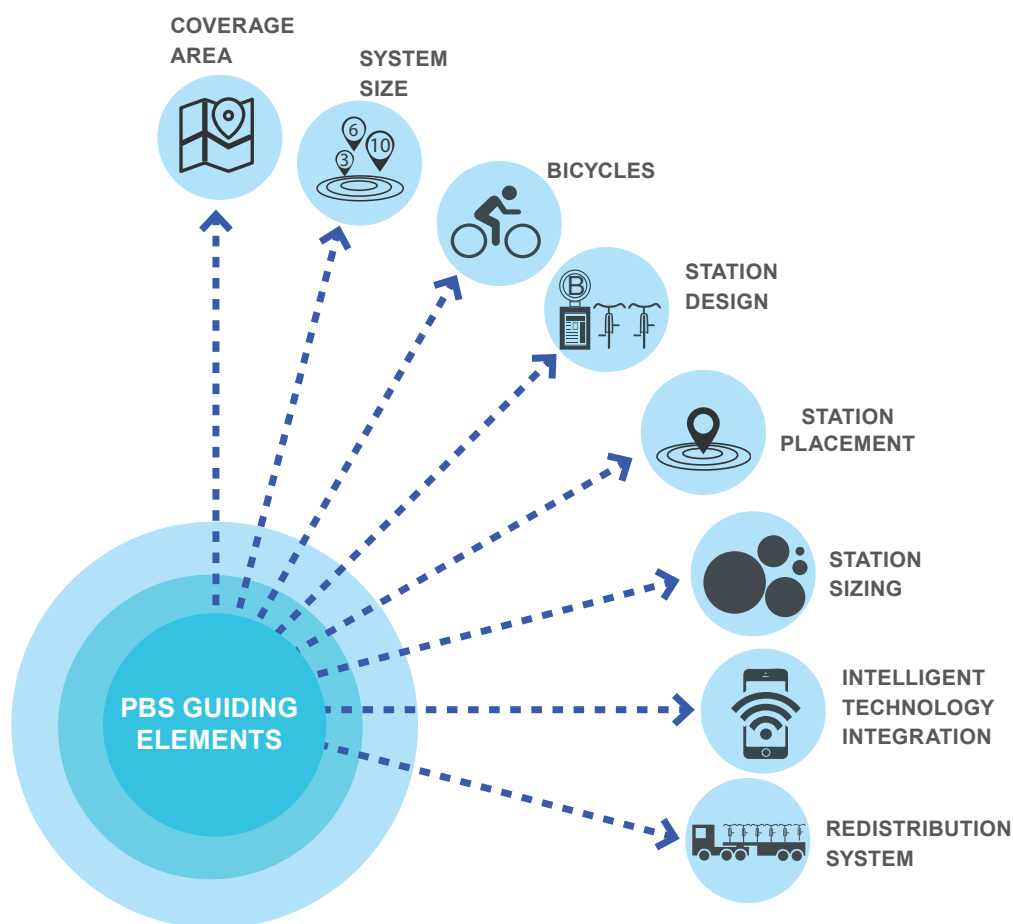 COVERAGE
AREA
SYSTEM
SIZE
6
10
3
BICYCLES
B
STATION
DESIGN
STATION
PLACEMENT
STATION
SIZING
PBS GUIDING
ELEMENTS
INTELLIGENT
TECHNOLOGY
INTEGRATION
REDISTRIBUTION
SYSTEM